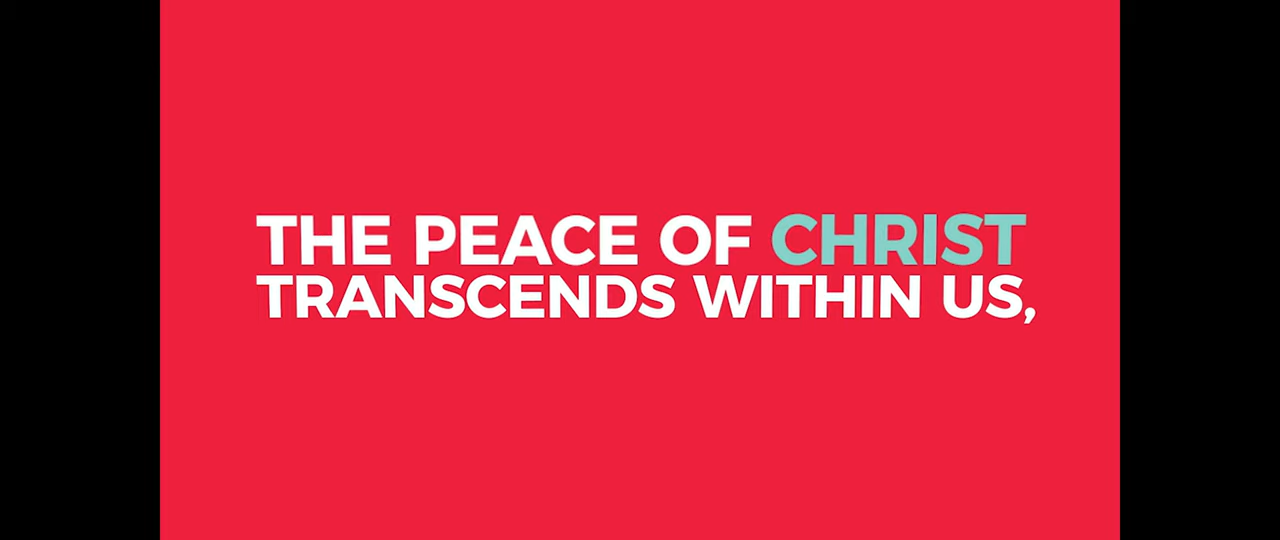 THE PEACE OF CHRIST
TRANSCENDS WITHIN US,